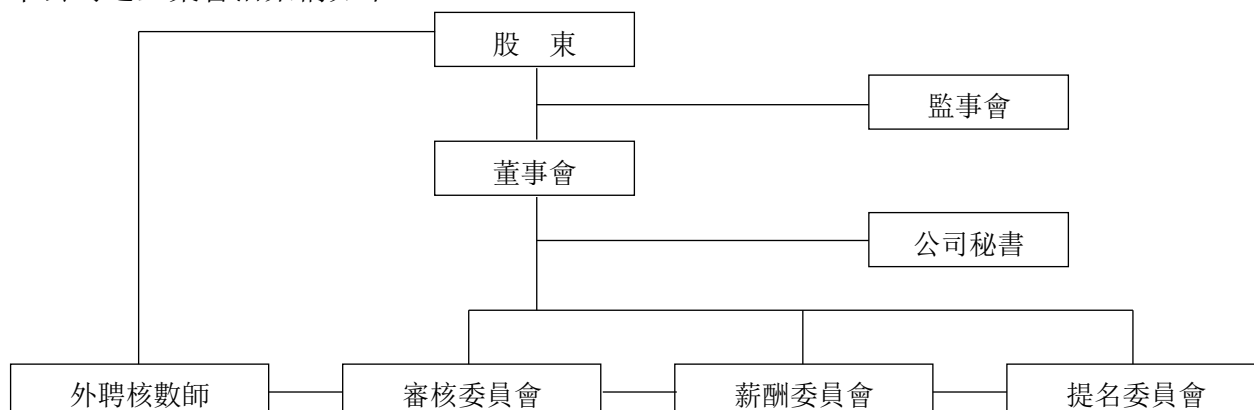 股　東
監事會
董事會
公司秘書
外聘核數師
審核委員會
薪酬委員會
提名委員會